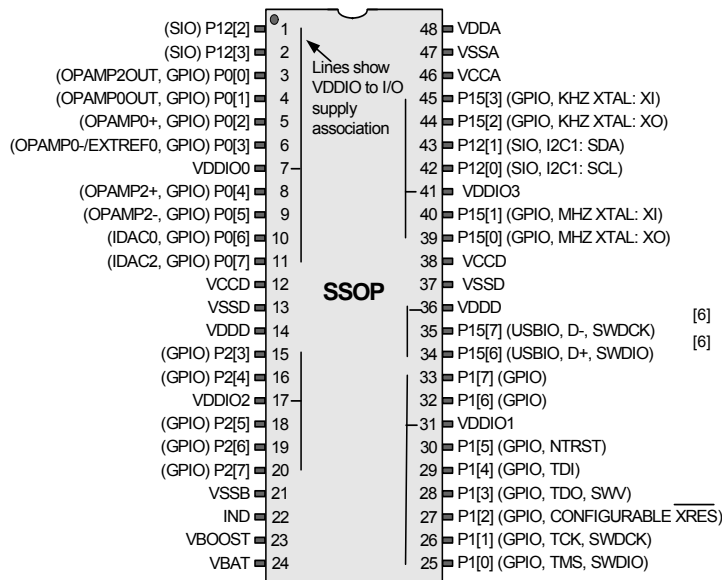 (SIO) P12[2] 1 48 VDDA
(SIO) P12[3] 2 47 VSSA
(OPAMP2OUT, GPIO) P0[0] 3 Lines show 46 VCCA
(OPAMP0OUT, GPIO) P0[1] 4 VDDIO to I/O 45 P15[3] (GPIO, KHZ XTAL: XI)
(OPAMP0+, GPIO) P0[2] 5 supply 44 P15[2] (GPIO, KHZ XTAL: XO)
(OPAMP0-/EXTREF0, GPIO) P0[3] 6 association 43 P12[1] (SIO, I2C1: SDA)
VDDIO0 7 42 P12[0] (SIO, I2C1: SCL)
(OPAMP2+, GPIO) P0[4] 8 41 VDDIO3
(OPAMP2-, GPIO) P0[5] 9 40 P15[1] (GPIO, MHZ XTAL: XI)
(IDAC0, GPIO) P0[6] 10 39 P15[0] (GPIO, MHZ XTAL: XO)
(IDAC2, GPIO) P0[7] 11 38 VCCD
VCCD 12 SSOP 37 VSSD
VSSD 13 36 VDDD [6]
VDDD 14 35 P15[7] (USBIO, D-, SWDCK) [6]
(GPIO) P2[3] 15 34 P15[6] (USBIO, D+, SWDIO)
(GPIO) P2[4] 16 33 P1[7] (GPIO)
VDDIO2 17 32 P1[6] (GPIO)
(GPIO) P2[5] 18 31 VDDIO1
(GPIO) P2[6] 19 30 P1[5] (GPIO, NTRST)
(GPIO) P2[7] 20 29 P1[4] (GPIO, TDI)
VSSB 21 28 P1[3] (GPIO, TDO, SWV)
IND 22 27 P1[2] (GPIO, CONFIGURABLE XRES)
VBOOST 23 26 P1[1] (GPIO, TCK, SWDCK)
VBAT 24 25 P1[0] (GPIO, TMS, SWDIO)